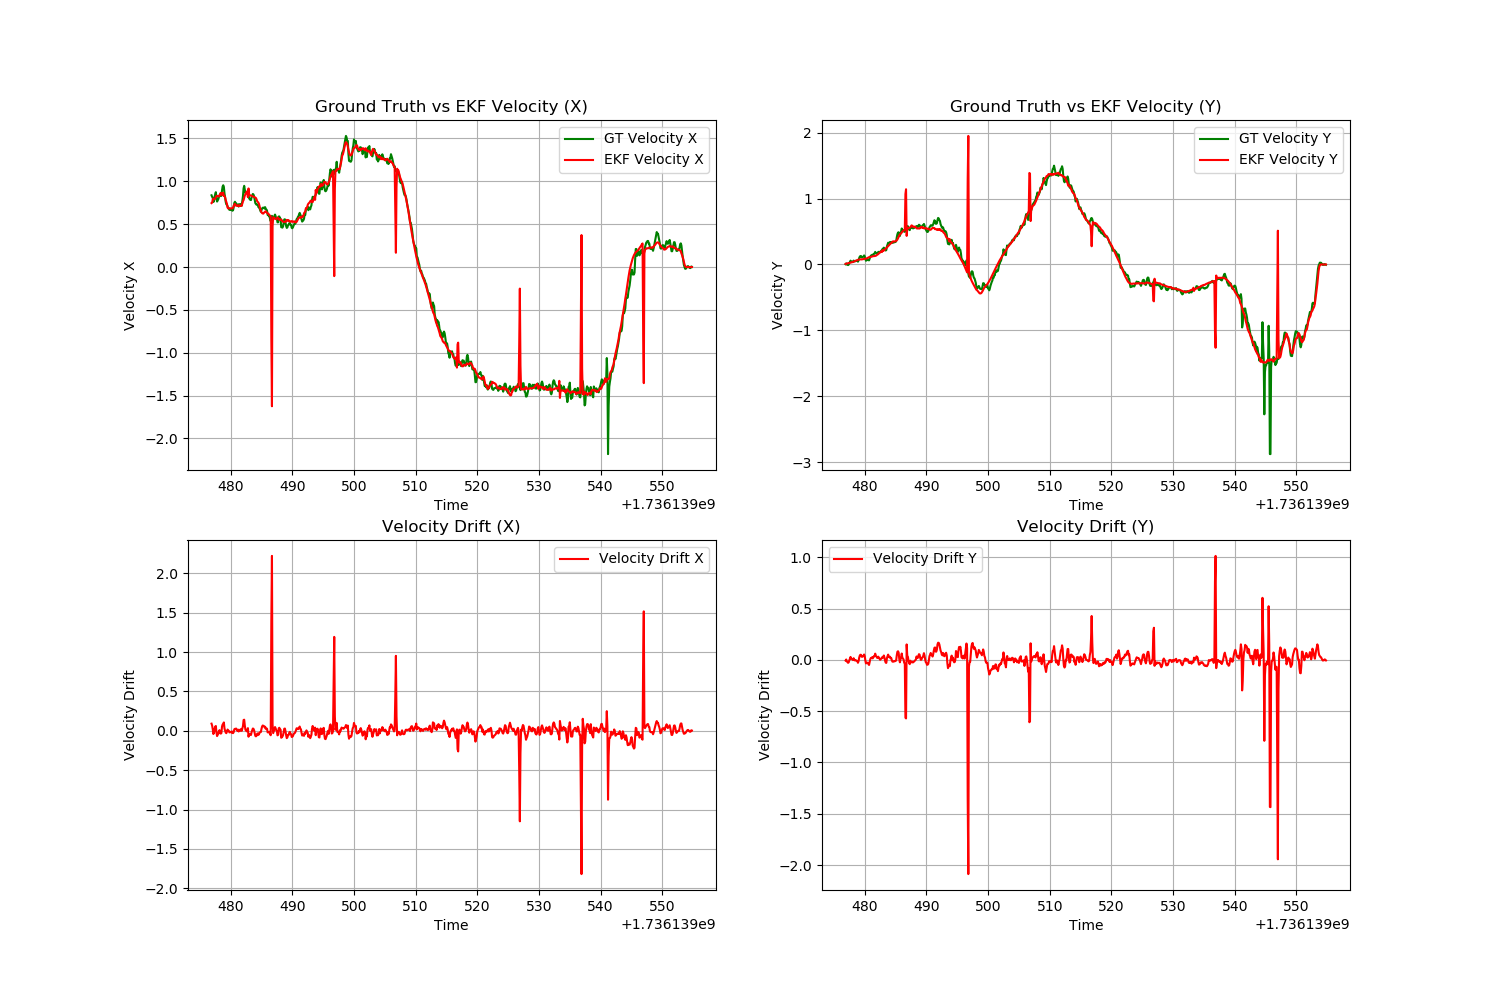 Ground Truth vs EKF Velocity (X)
GT Velocity X
EKF Velocity X
Velocity X
1.5
1.0
0.5
0.0
−0.5
−1.0
−1.5
−2.0
480 490 500 510 520 530 540 550
Time
+1.736139e9
Ground Truth vs EKF Velocity (Y)
GT Velocity Y
EKF Velocity Y
Velocity Y
2
1
0
−1
−2
−3
480 490 500 510 520 530 540 550
Time
+1.736139e9
Velocity Drift (X)
Velocity Drift X
Velocity Drift
2.0
1.5
1.0
0.5
0.0
−0.5
−1.0
−1.5
−2.0
480 490 500 510 520 530 540 550
Time
+1.736139e9
Velocity Drift (Y)
Velocity Drift Y
Velocity Drift
1.0
0.5
0.0
−0.5
−1.0
−1.5
−2.0
480 490 500 510 520 530 540 550
Time
+1.736139e9